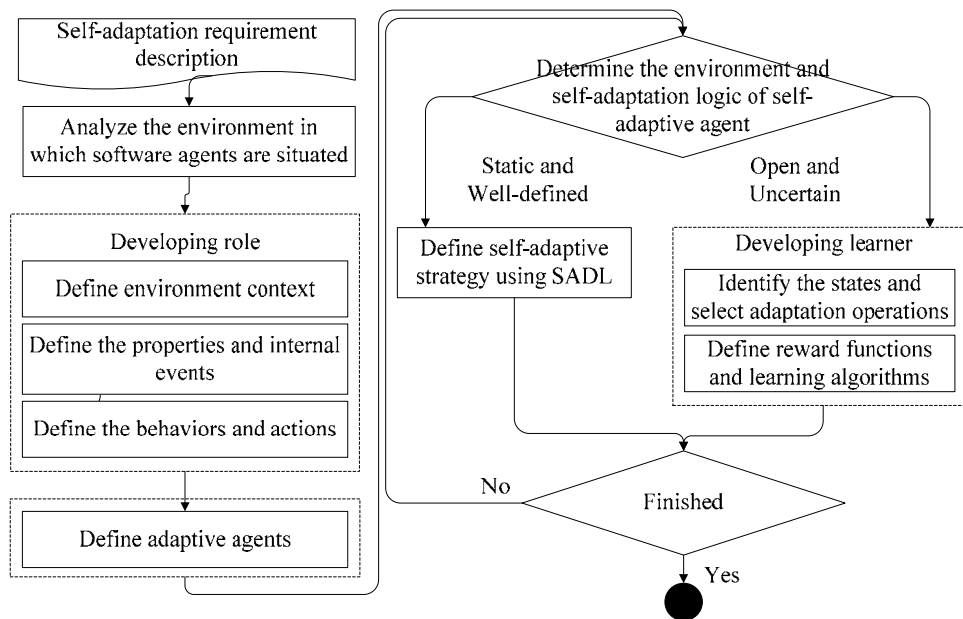 Self-adaptation requirement
description
Analyze the environment in
which software agents are situated
Developing role
Define environment context
Define the properties and internal
events
Define the behaviors and actions
Define adaptive agents
Determine the environment and
self-adaptation logic of self-
adaptive agent
Static and
Well-defined
Open and
Uncertain
Define self-adaptive
strategy using SADL
Developing learner
Identify the states and
select adaptation operations
Define reward functions
and learning algorithms
No
Finished
Yes